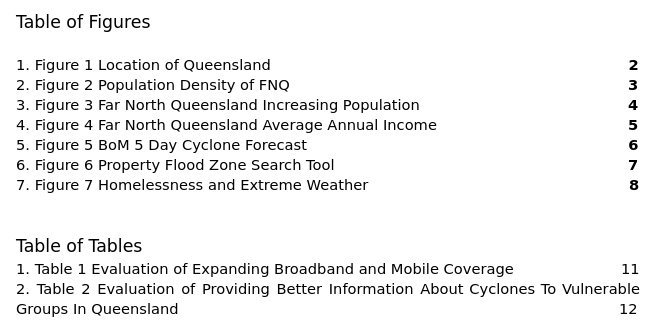 Table of Figures
1. Figure 1 Location of Queensland 2
2. Figure 2 Population Density of FNQ 3
3. Figure 3 Far North Queensland Increasing Population 4
4. Figure 4 Far North Queensland Average Annual Income 5
5. Figure 5 BoM 5 Day Cyclone Forecast 6
6. Figure 6 Property Flood Zone Search Tool 7
7. Figure 7 Homelessness and Extreme Weather 8
Table of Tables
1. Table 1 Evaluation of Expanding Broadband and Mobile Coverage 11
2. Table 2 Evaluation of Providing Better Information About Cyclones To Vulnerable
Groups In Queensland 12